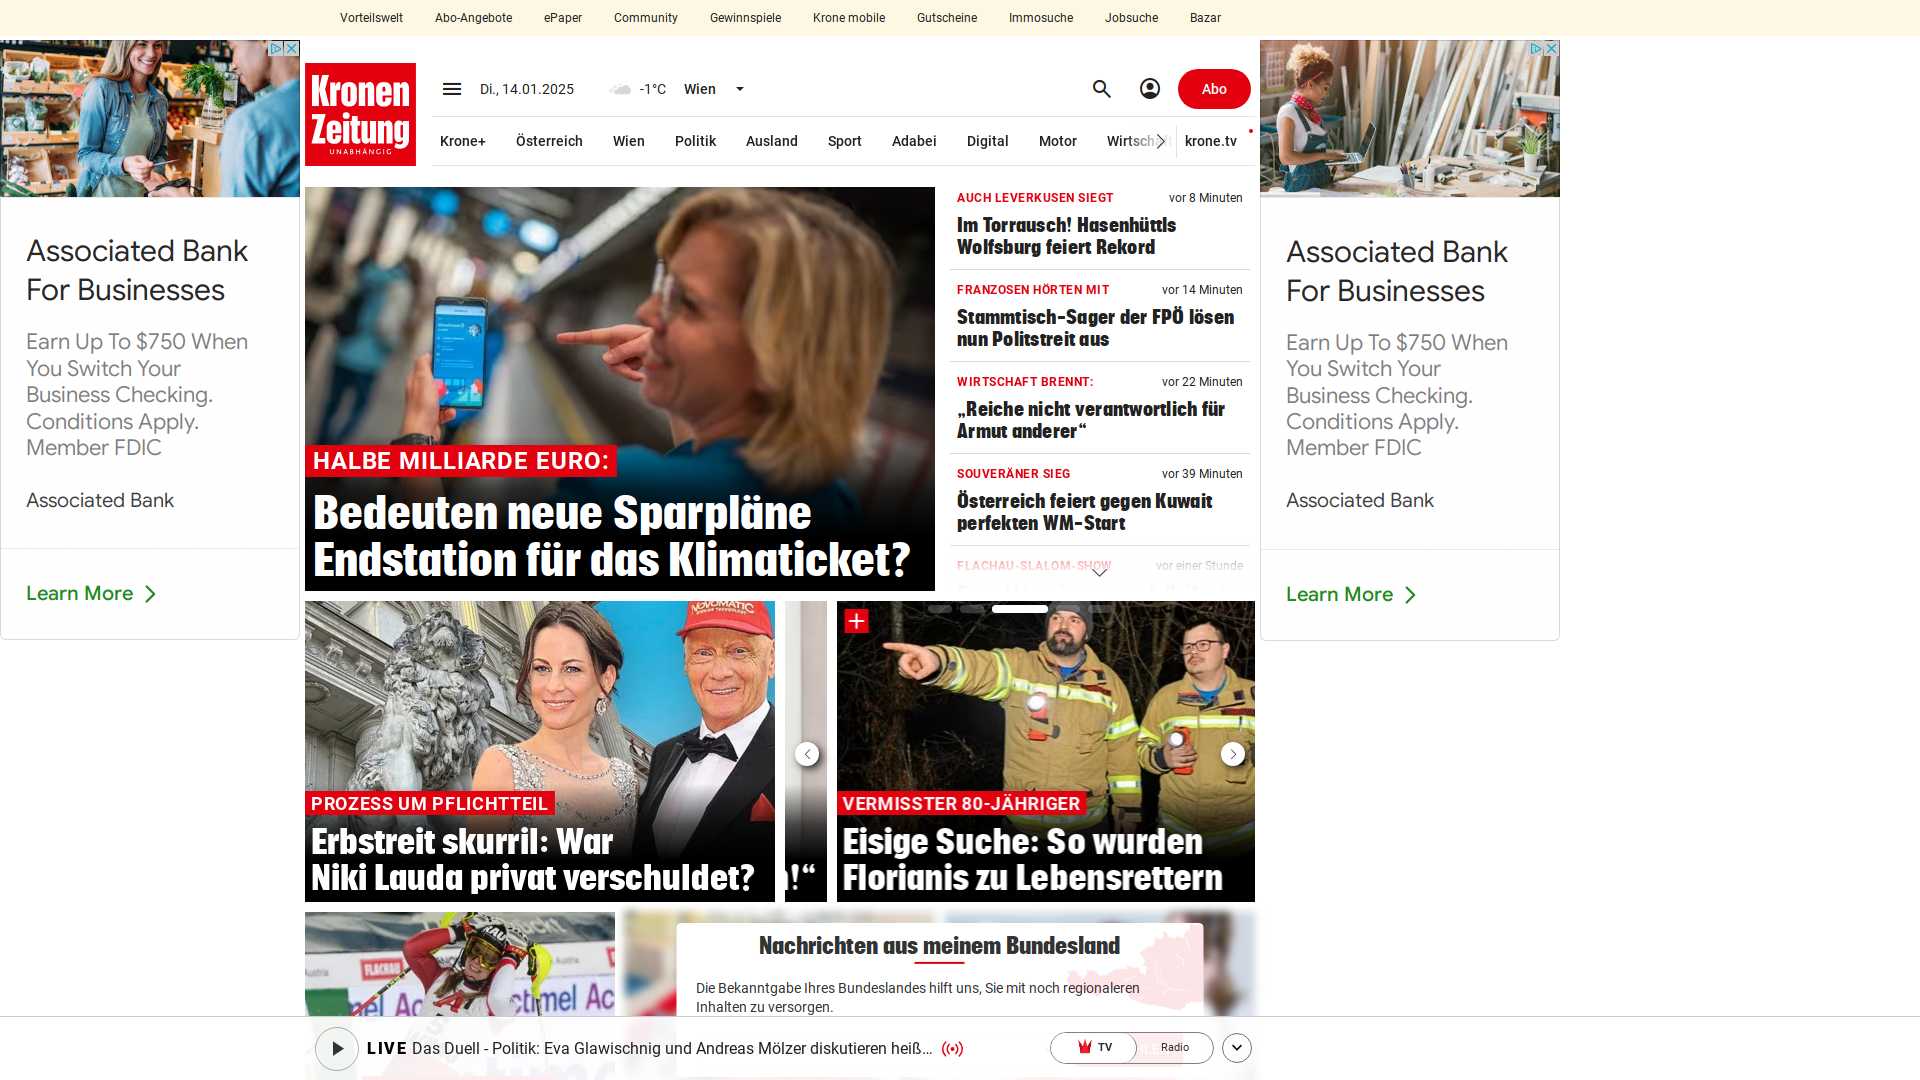 Vorteilswelt Abo-Angebote ePaper Community Gewinnspiele Krone mobile Gutscheine Immosuche Jobsuche Bazar
Kronen
Zeitung
UNABHÄNGIG
Di., 14.01.2025 -1°C Wien
Abo
Krone+ Österreich Wien Politik Ausland Sport Adabei Digital Motor krone.tv
Associated Bank
For Businesses
Earn Up To $750 When
You Switch Your
Business Checking.
Conditions Apply.
Member FDIC
Associated Bank
Learn More
HALBE MILLIARDE EURO:
Bedeuten neue Sparpläne
Endstation für das Klimaticket?
AUCH LEVERKUSEN SIEGT vor 8 Minuten
Im Torrausch! Hasenhüttls
Wolfsburg feiert Rekord
FRANZOSEN HÖRTEN MIT vor 14 Minuten
Stammtisch-Sager der FPÖ lösen
nun Politstreit aus
WIRTSCHAFT BRENNT: vor 22 Minuten
„Reiche nicht verantwortlich für
Armut anderer“
SOUVERÄNER SIEG vor 39 Minuten
Österreich feiert gegen Kuwait
perfekten WM-Start
FLACHAU-SLALOM-SHOW vor einer Stunde
Associated Bank
For Businesses
Earn Up To $750 When
You Switch Your
Business Checking.
Conditions Apply.
Member FDIC
Associated Bank
Learn More
NOVOMATIC
PROZESS UM PFLICHTTEIL
Erbstreit skurril: War
Niki Lauda privat verschuldet?
!“
VERMISSTER 80-JÄHRIGER
Eisige Suche: So wurden
Florianis zu Lebensrettern
FLACHAU
Nachrichten aus meinem Bundesland
Die Bekanntgabe Ihres Bundeslandes hilft uns, Sie mit noch regionaleren
Inhalten zu versorgen.
LIVE Das Duell - Politik: Eva Glawischnig und Andreas Mölzer diskutieren heiß...
TV Radio